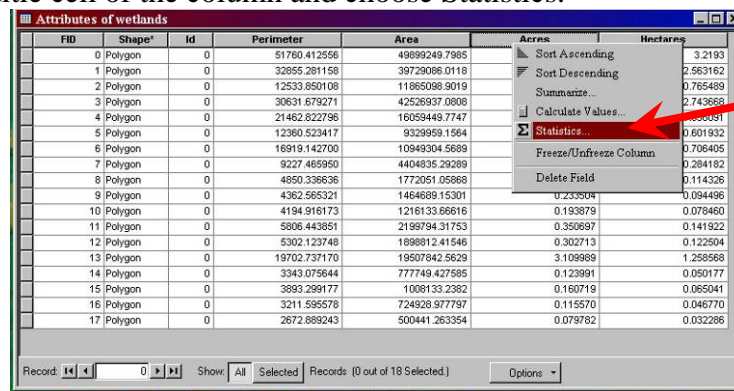 title cell of the column and choose Statistics.
Attributes of wetlands
FID Shape* Id Perimeter Area Acres Hectares
0 Polygon 0 51760.412556 49899249.7985 3.2193
1 Polygon 0 32855.281158 39729086.0118 2.563162
2 Polygon 0 12533.850108 11865098.9019 0.765489
3 Polygon 0 30631.679271 42526937.0808 2.743668
4 Polygon 0 21462.822796 16059449.7747
5 Polygon 0 12360.523417 9329959.1564 0.601932
6 Polygon 0 16919.142700 10949304.5689 0.706405
7 Polygon 0 9227.465950 4404835.29289 0.284182
8 Polygon 0 4850.336636 1772051.05868 0.114326
9 Polygon 0 4362.565321 1464689.15301 0.233504 0.094496
10 Polygon 0 4194.916173 1216133.66616 0.193879 0.078460
11 Polygon 0 5806.443851 2199794.31753 0.350697 0.141922
12 Polygon 0 5302.123748 1898812.41546 0.302713 0.122504
13 Polygon 0 19702.737170 19507842.5629 3.109989 1.258568
14 Polygon 0 3343.075644 777749.427585 0.123991 0.050177
15 Polygon 0 3893.299177 1008133.2382 0.160719 0.065041
16 Polygon 0 3211.595578 724928.977797 0.115570 0.046770
17 Polygon 0 2672.889243 500441.263354 0.079782 0.032286
Sort Ascending
Sort Descending
Summarize...
Calculate Values...
Σ Statistics...
Freeze/Unfreeze Column
Delete Field
Record: 0 Show: All Selected Records (0 out of 18 Selected.) Options